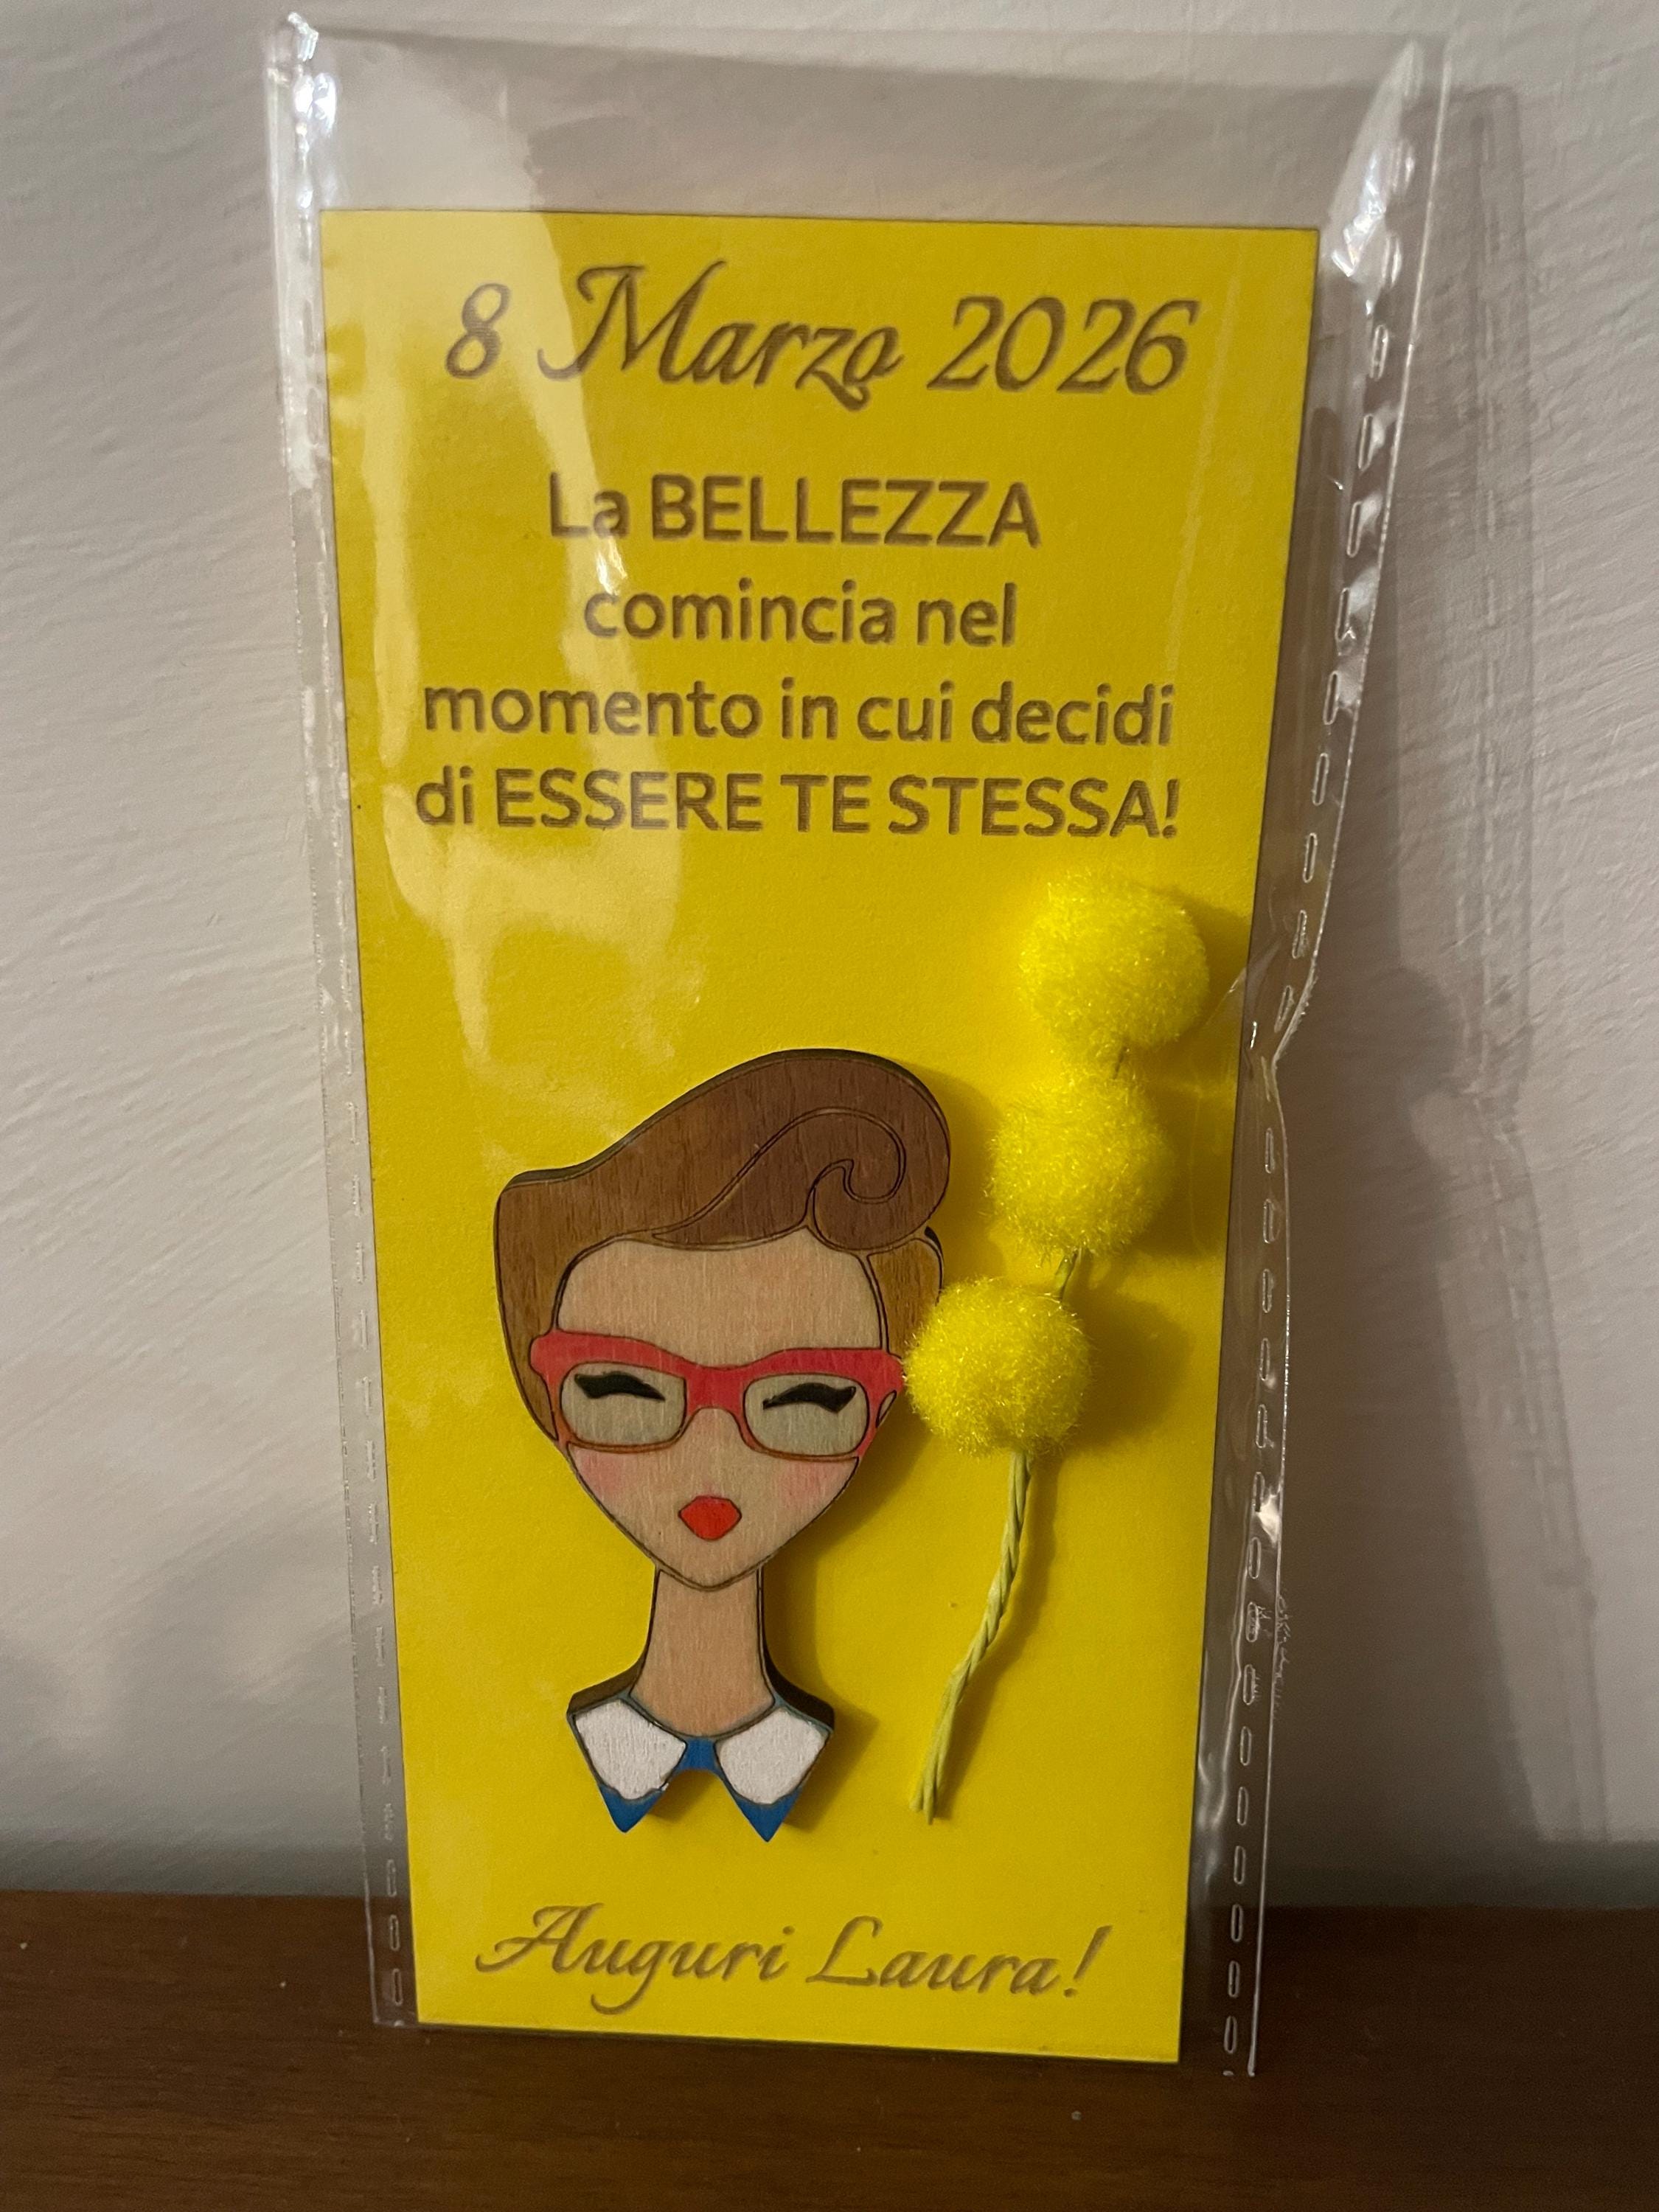 8 Marzo 2026
La BELLEZZA
comincia nel
momento in cui decidi
di ESSERE TE STESSA!
Auguri Laura!